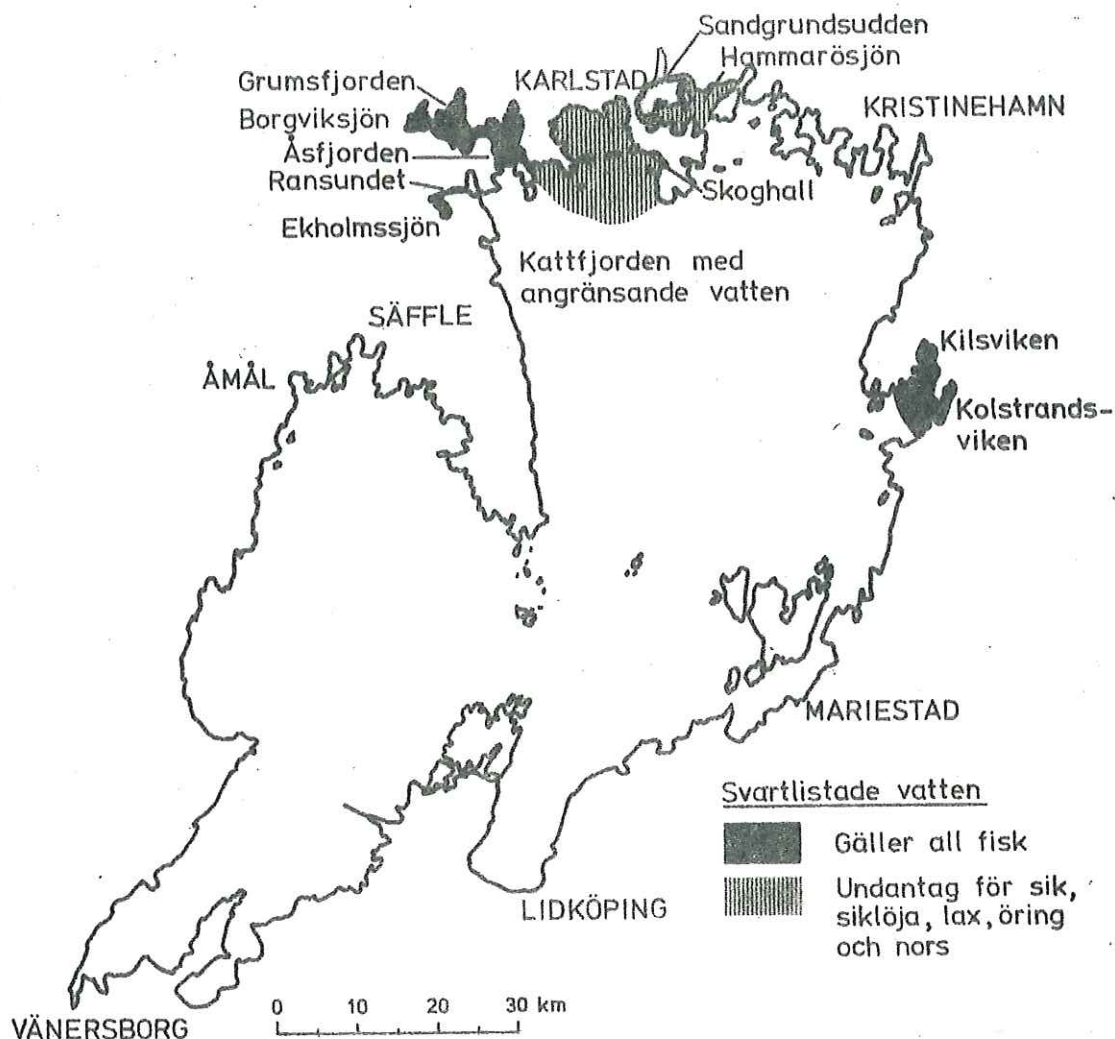 Sandgrundsudden
Hammarösjön
Grumsfjorden
KARLSTAD
Borgviksjön
KRISTINEHAMN
Åsfjorden
Ransundet
Skoghall
Ekholmssjön
Kattfjorden med
angränsande vatten
SÄFFLE
ÅMÅL
Kilsviken
Kolstrands-
viken
MARIESTAD
Svartlistade vatten
Gäller all fisk
Undantag för sik,
siklöja, lax, öring
och nors
LIDKÖPING
VÄNERSBORG
0 10 20 30 km